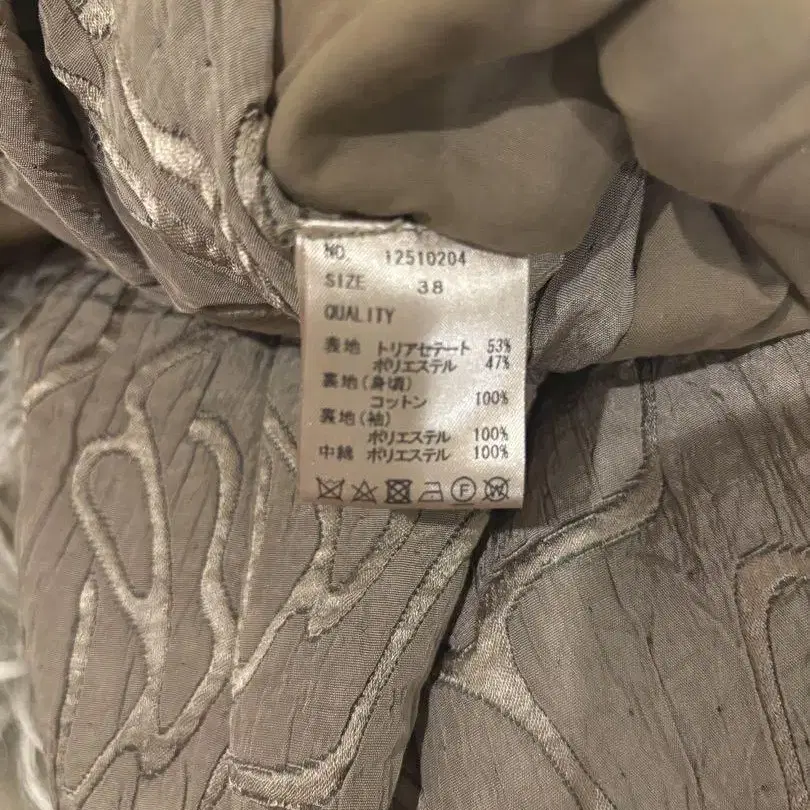 NO. 12510204
SIZE 38
QUALITY
表地 トリアセテート 53%
ポリエステル 47%
裏地(身頃)
コットン 100%
裏地(袖)
ポリエステル 100%
中綿 ポリエステル 100%
F W